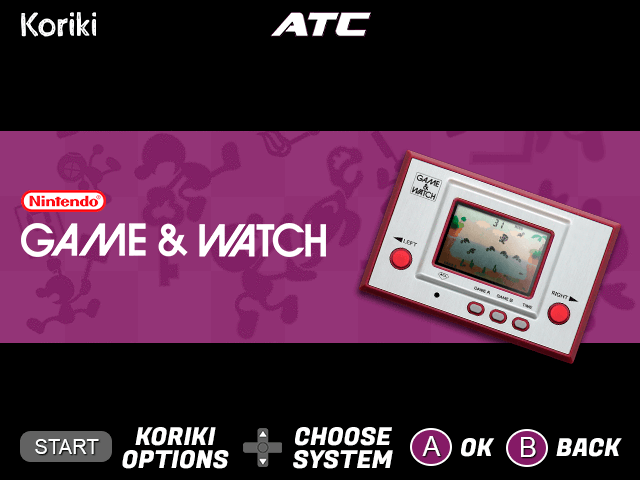 Koriki
ATC
Nintendo
GAME & WATCH
GAME
&
WATCH
31
LEFT
RIGHT
GAME A
GAME B
TIME
START
KORIKI
OPTIONS
CHOOSE
SYSTEM
A
OK
B
BACK